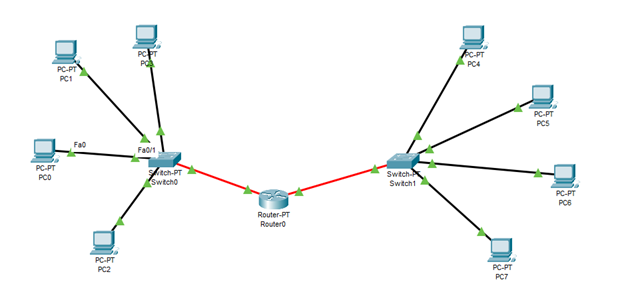 PC-PT
PC-PT
PC1
PC-PT
PC4
PC-PT
PC5
Fa0
Fa0/1
PC-PT
PC0
Switch-PT
Switch0
Switch-PT
Switch1
PC-PT
PC6
Router-PT
Router0
PC-PT
PC2
PC-PT
PC7